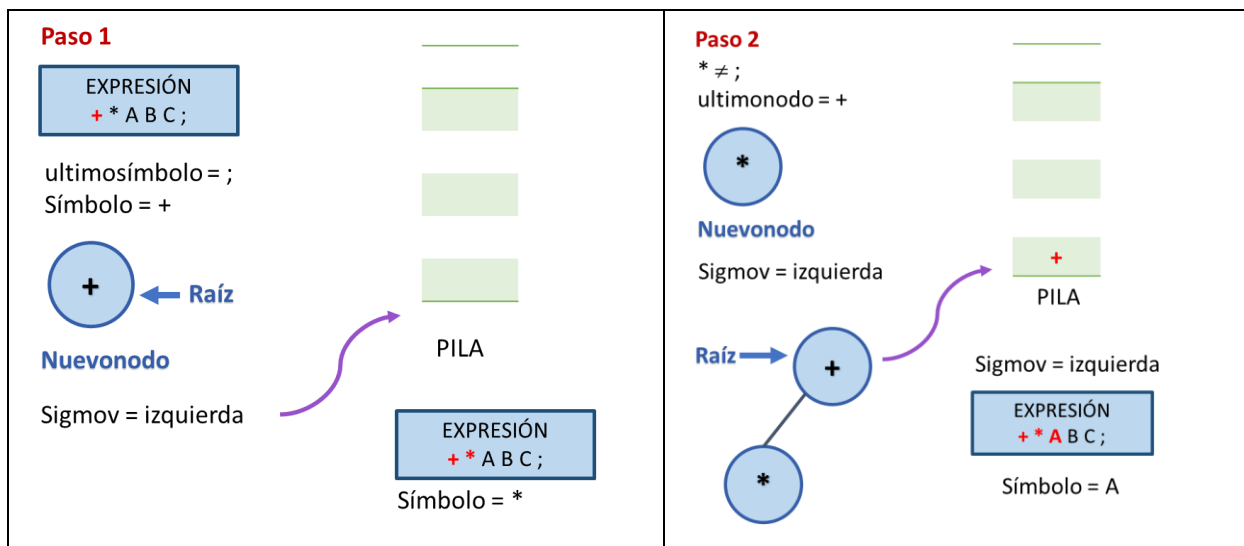 Paso 1
EXPRESIÓN
+ * A B C ;
ultimosímbolo = ;
Símbolo = +
+
Raíz
Nuevonodo
Sigmov = izquierda
PILA
EXPRESIÓN
+ * A B C ;
Símbolo = *
Paso 2
* ≠ ;
ultimonodo = +
*
Nuevonodo
Sigmov = izquierda
+
PILA
Raíz
+
*
Sigmov = izquierda
EXPRESIÓN
+ * A B C ;
Símbolo = A